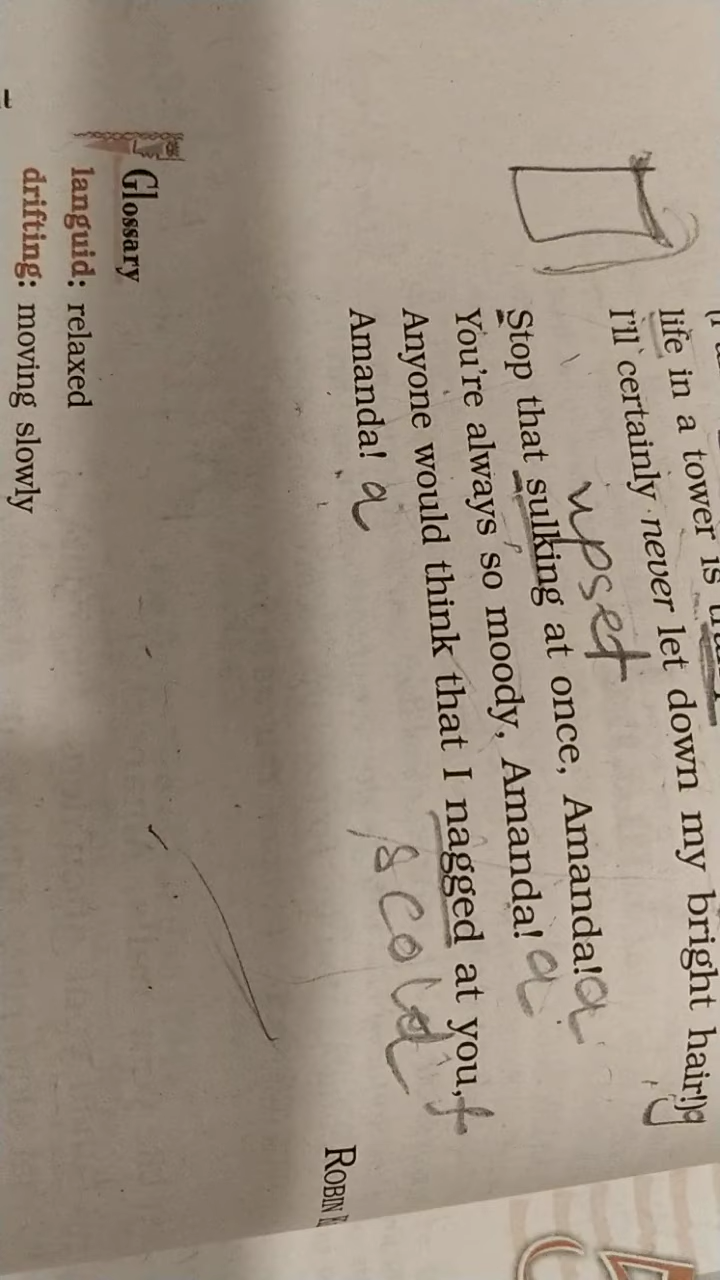 life in a tower is
I'll certainly never let down my bright hair!) g
upset
Stop that sulking at once, Amanda! a
You're always so moody, Amanda! a
Anyone would think that I nagged at you, f
scold
Amanda! a
ROBIN
Glossary
languid: relaxed
drifting: moving slowly